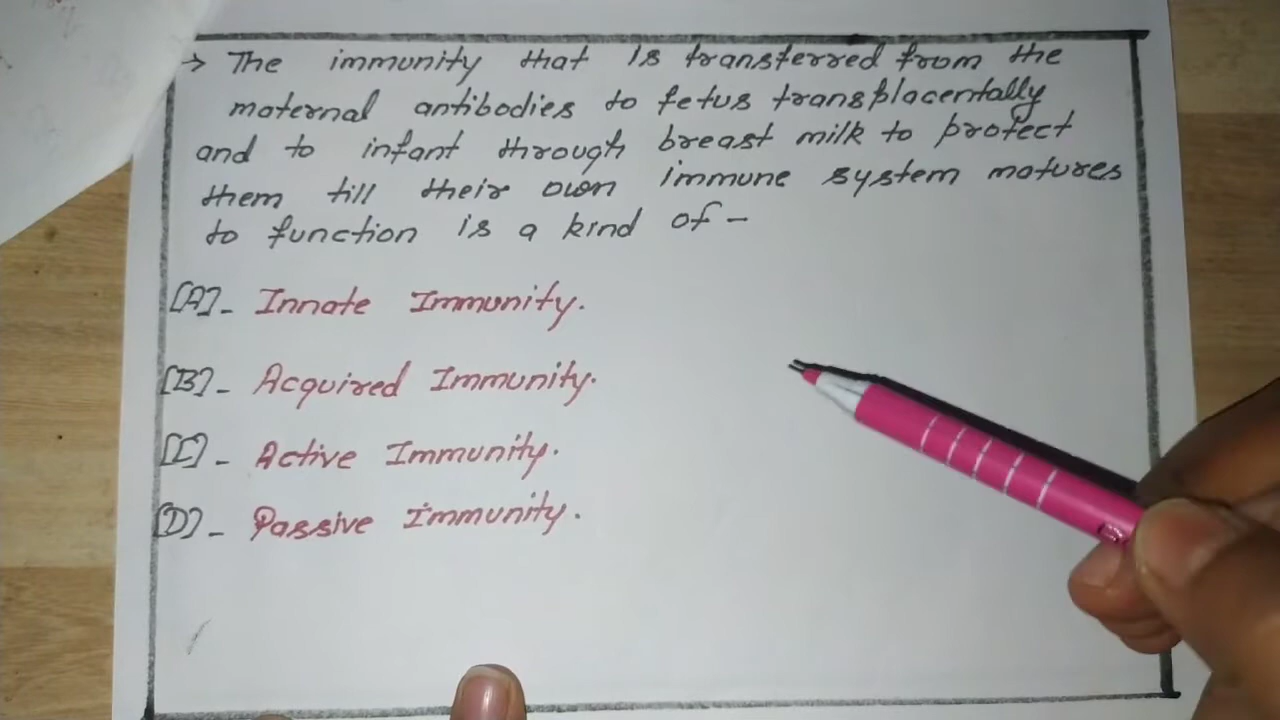 → The immunity that is transferred from the
maternal antibodies to fetus transplacentally
and to infant through breast milk to protect
them till their own immune system matures
to function is a kind of -
[A]- Innate Immunity.
[B]- Acquired Immunity.
[C]- Active Immunity.
[D]- Passive Immunity.